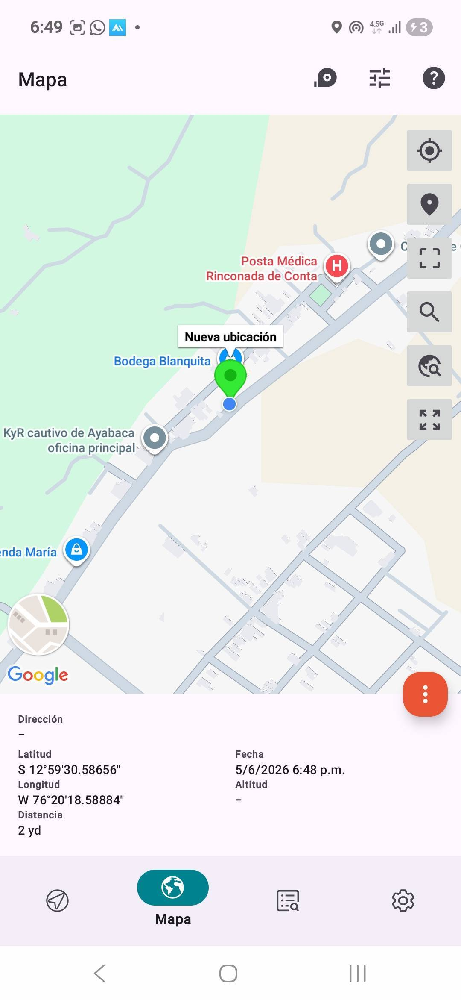 6:49
4.5G
3
Mapa
Posta Médica
Rinconada de Conta
H
Nueva ubicación
Bodega Blanquita
KyR cautivo de Ayabaca
oficina principal
enda María
Google
Dirección
–
Latitud
S 12°59'30.58656"
Longitud
W 76°20'18.58884"
Distancia
2 yd
Fecha
5/6/2026 6:48 p.m.
Altitud
–
Mapa